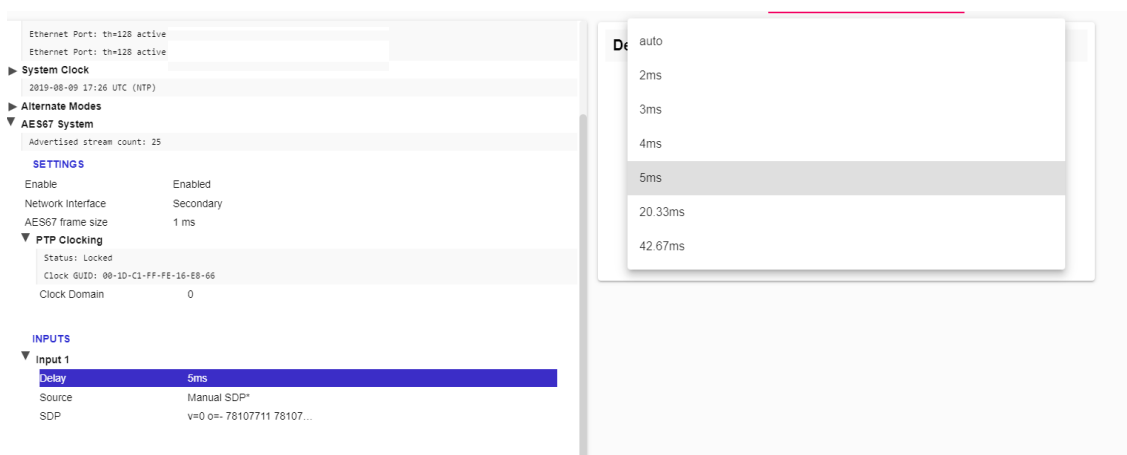 Ethernet Port: th=128 active
Ethernet Port: th=128 active
System Clock
2019-08-09 17:26 UTC (NTP)
Alternate Modes
AES67 System
Advertised stream count: 25
SETTINGS
Enable Enabled
Network Interface Secondary
AES67 frame size 1 ms
PTP Clocking
Status: Locked
Clock GUID: 00-1D-C1-FF-FE-16-E8-66
Clock Domain 0
INPUTS
Input 1
Delay 5ms
Source Manual SDP*
SDP v=0 o=- 78107711 78107...
De
auto
2ms
3ms
4ms
5ms
20.33ms
42.67ms